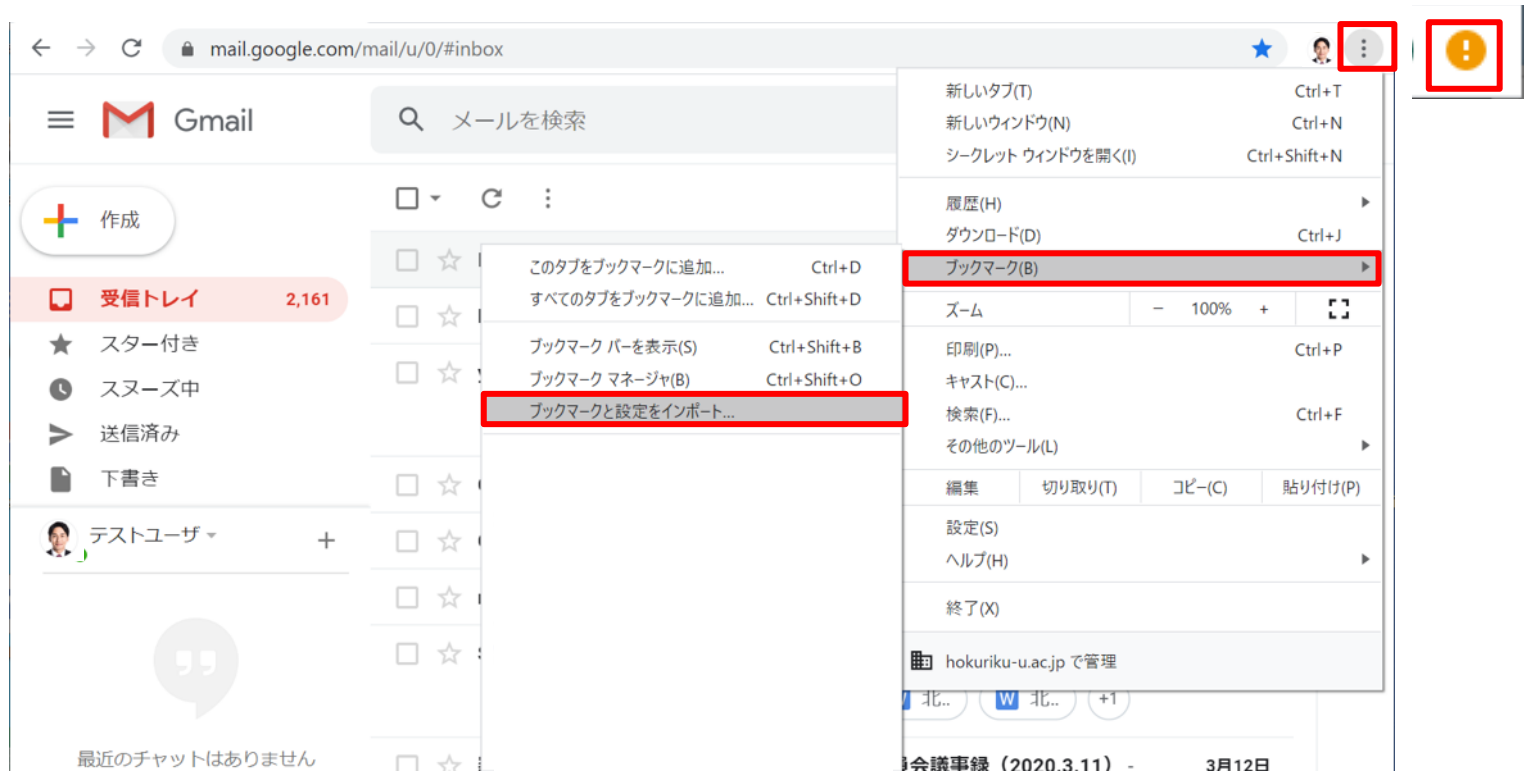 mail.google.com/mail/u/0/#inbox
Gmail
メールを検索
作成
受信トレイ 2,161
スター付き
スヌーズ中
送信済み
下書き
テストユーザ
最近のチャットはありません
このタブをブックマークに追加... Ctrl+D
すべてのタブをブックマークに追加... Ctrl+Shift+D
ブックマーク バーを表示(S) Ctrl+Shift+B
ブックマーク マネージャ(B) Ctrl+Shift+O
ブックマークと設定をインポート...
新しいタブ(T) Ctrl+T
新しいウィンドウ(N) Ctrl+N
シークレット ウィンドウを開く(I) Ctrl+Shift+N
履歴(H)
ダウンロード(D) Ctrl+J
ブックマーク(B)
ズーム − 100% +
印刷(P)... Ctrl+P
キャスト(C)...
検索(F)... Ctrl+F
その他のツール(L)
編集 切り取り(T) コピー(C) 貼り付け(P)
設定(S)
ヘルプ(H)
終了(X)
hokuriku-u.ac.jp で管理
W 北.. W 北.. +1
会議事録（2020.3.11） - 3月12日